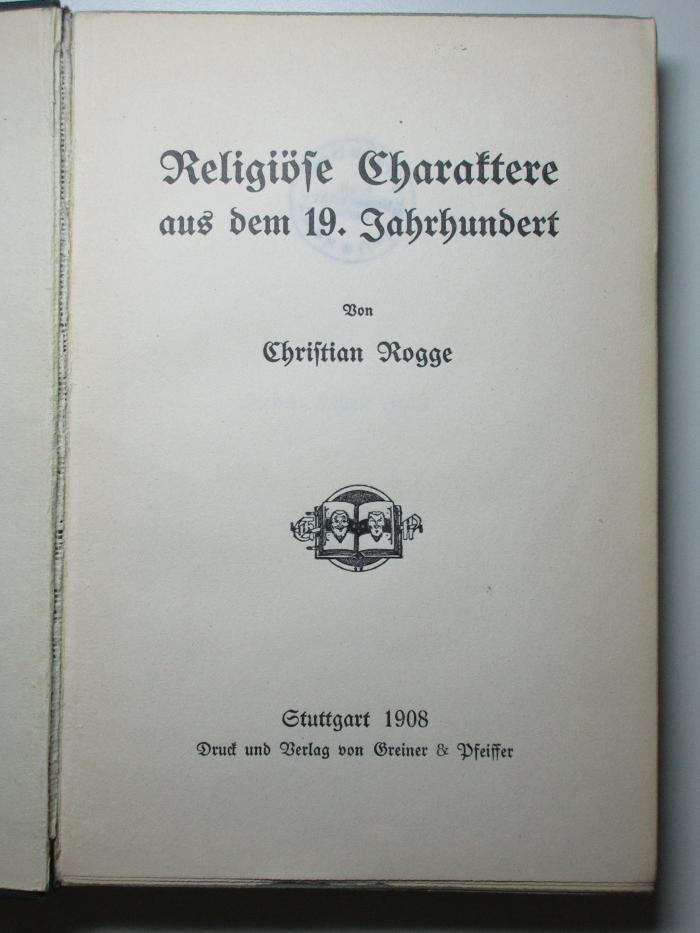 Religiöſe Charaktere
aus dem 19. Jahrhundert
Von
Chriſtian Rogge
Stuttgart 1908
Druck und Verlag von Greiner & Pfeiffer